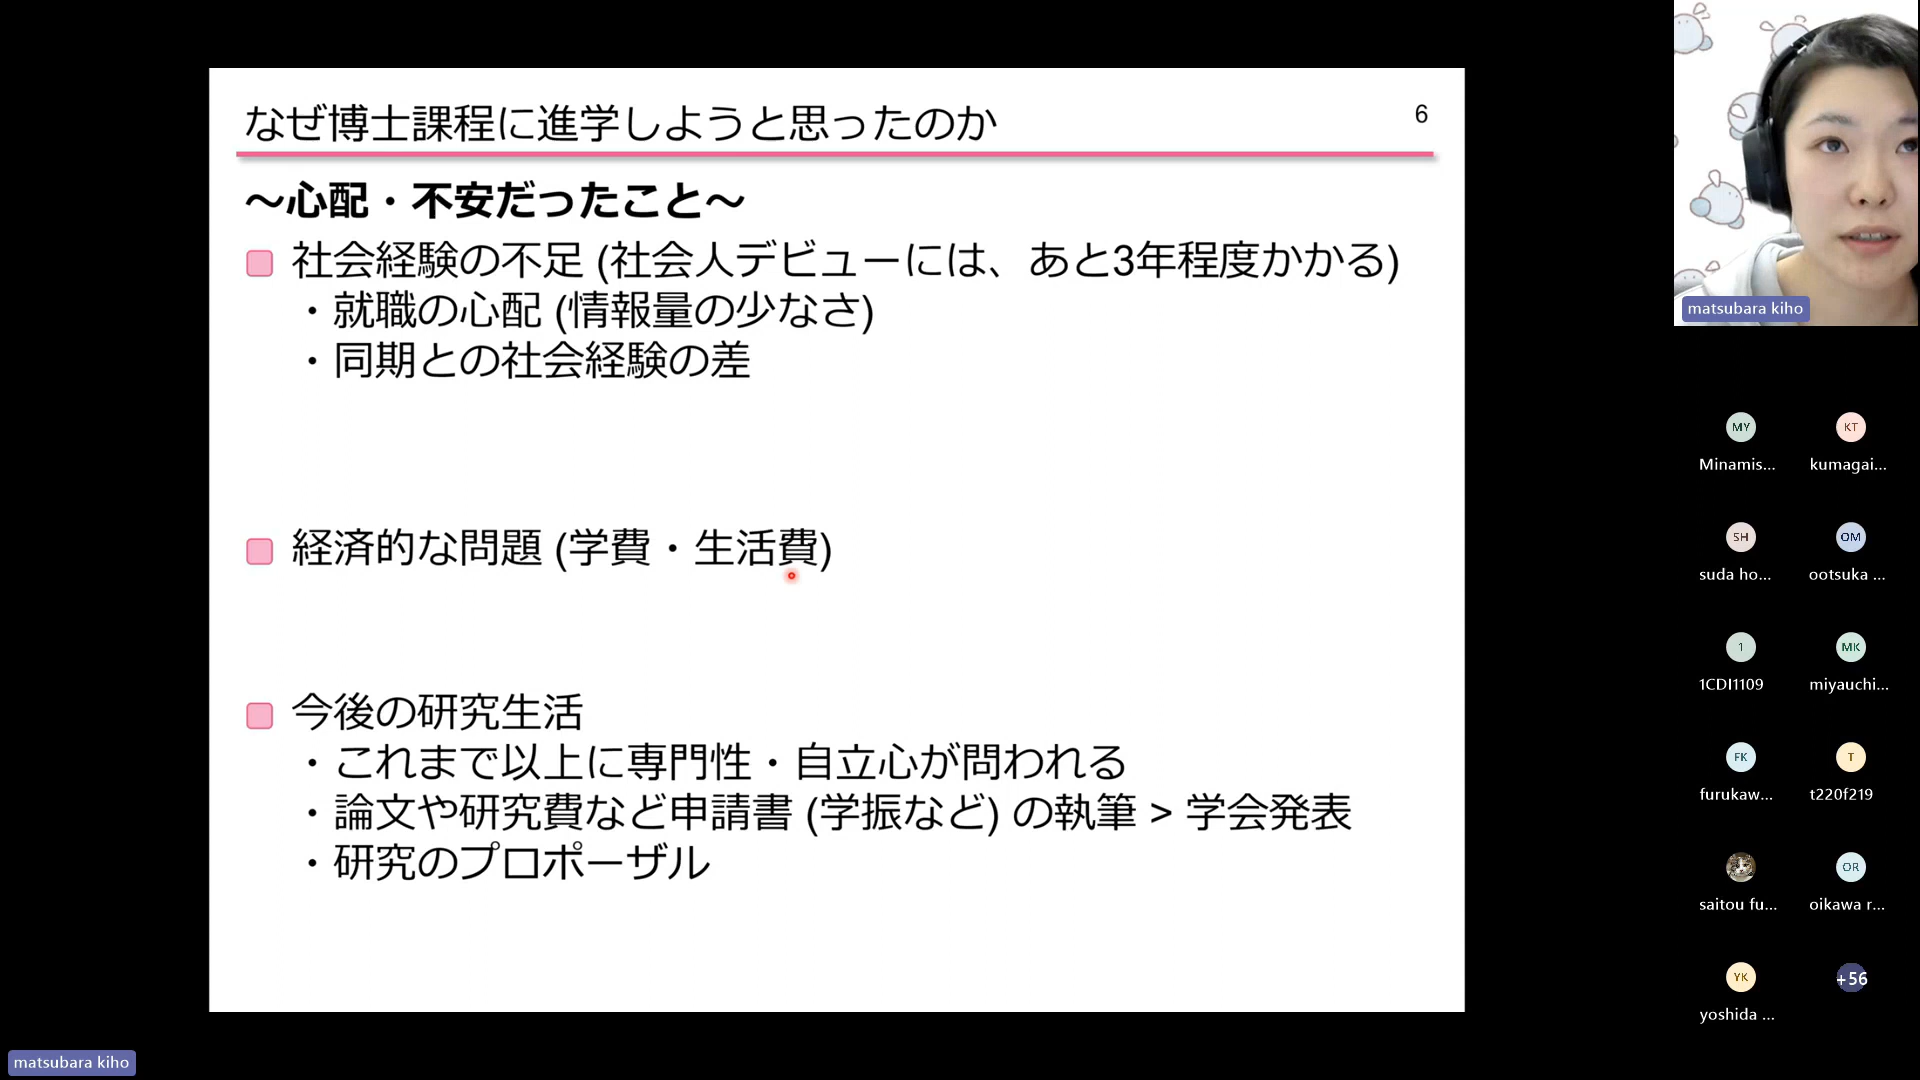 なぜ博士課程に進学しようと思ったのか
6
～心配・不安だったこと～
社会経験の不足 (社会人デビューには、あと3年程度かかる)
・就職の心配 (情報量の少なさ)
・同期との社会経験の差
経済的な問題 (学費・生活費)
今後の研究生活
・これまで以上に専門性・自立心が問われる
・論文や研究費など申請書 (学振など) の執筆 > 学会発表
・研究のプロポーザル
matsubara kiho
MY
KT
Minamis...
kumagai...
SH
OM
suda ho...
ootsuka ...
1
MK
1CDI1109
miyauchi...
FK
T
furukaw...
t220f219
OR
saitou fu...
oikawa r...
YK
+56
yoshida ...
matsubara kiho